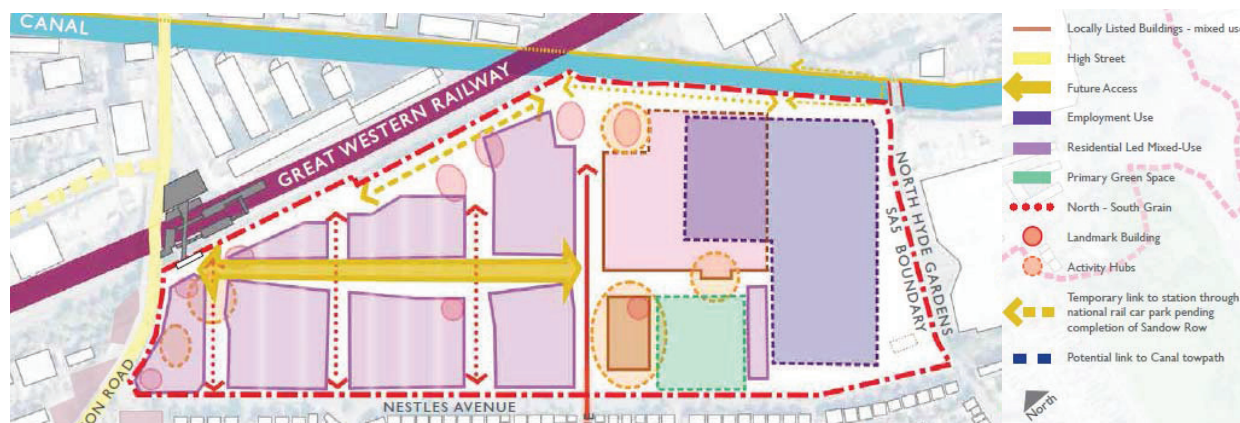 CANAL
GREAT WESTERN RAILWAY
NORTH HYDE GARDENS
SAS BOUNDARY
ON ROAD
NESTLES AVENUE
Locally Listed Buildings - mixed use
High Street
Future Access
Employment Use
Residential Led Mixed-Use
Primary Green Space
North - South Grain
Landmark Building
Activity Hubs
Temporary link to station through
national rail car park pending
completion of Sandow Row
Potential link to Canal towpath
North